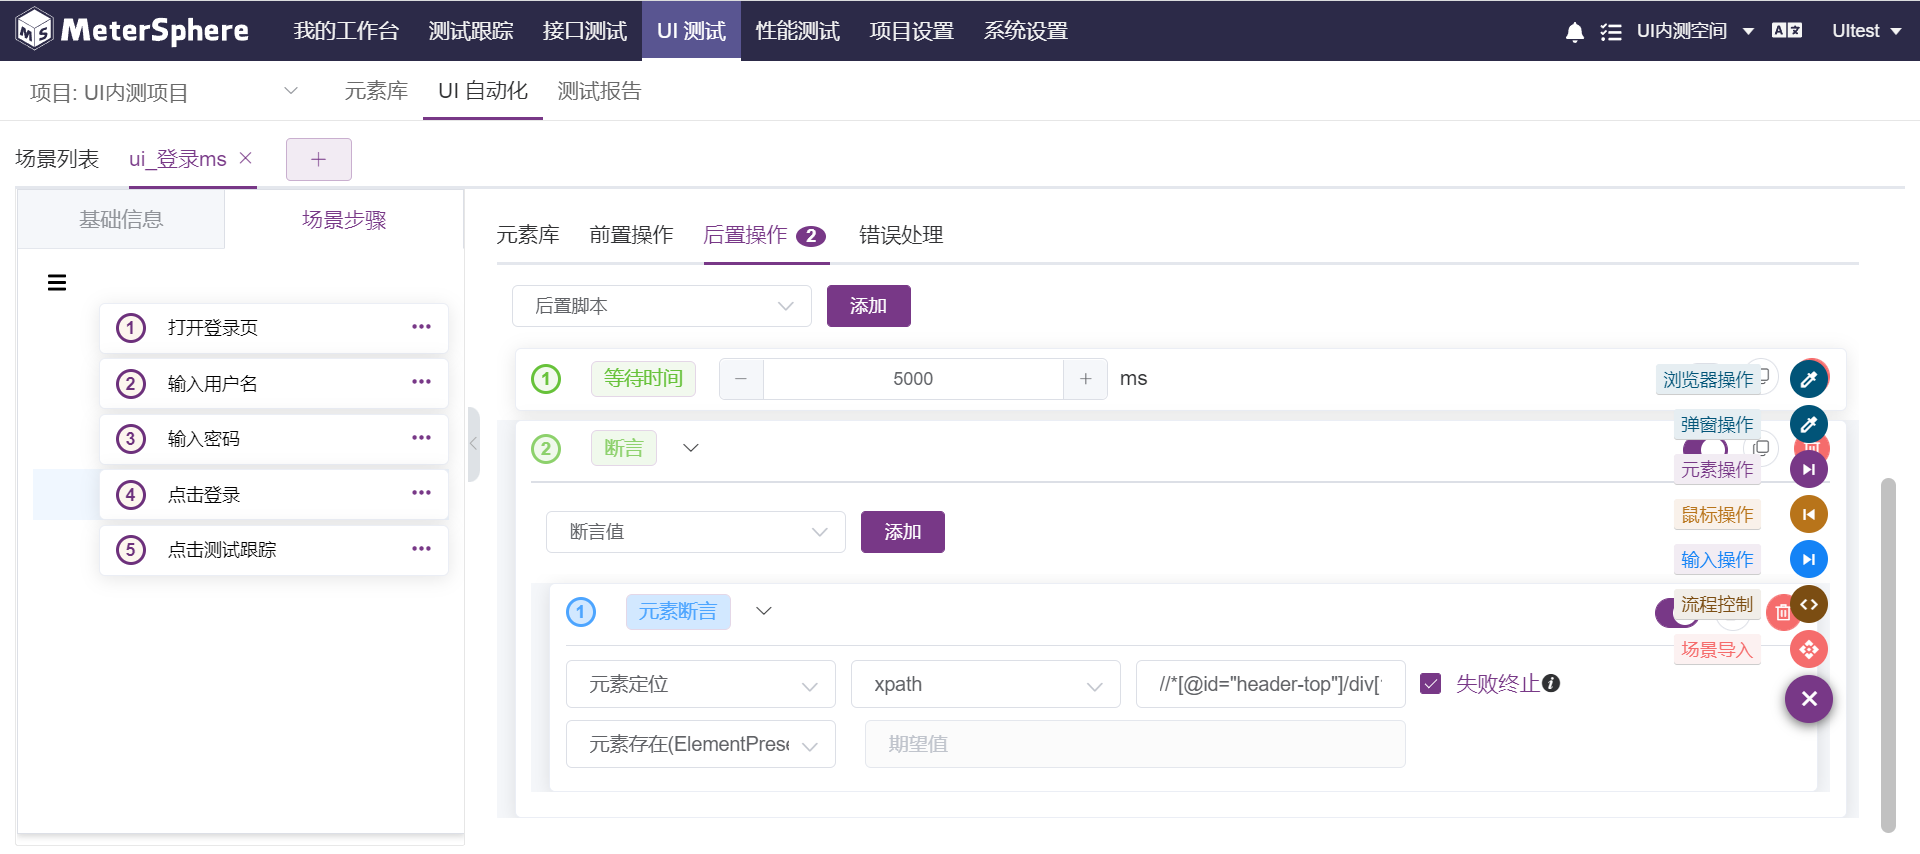 MeterSphere 我的工作台 测试跟踪 接口测试 UI 测试 性能测试 项目设置 系统设置 UI内测空间 UItest
项目: UI内测项目 元素库 UI 自动化 测试报告
场景列表 ui_登录ms
基础信息 场景步骤
元素库 前置操作 后置操作 2 错误处理
后置脚本 添加
1 打开登录页
2 输入用户名
3 输入密码
4 点击登录
5 点击测试跟踪
1 等待时间 5000 ms
2 断言
断言值 添加
1 元素断言
元素定位 xpath //*[@id="header-top"]/div[ 失败终止
元素存在(ElementPrese 期望值
浏览器操作
弹窗操作
元素操作
鼠标操作
输入操作
流程控制
场景导入